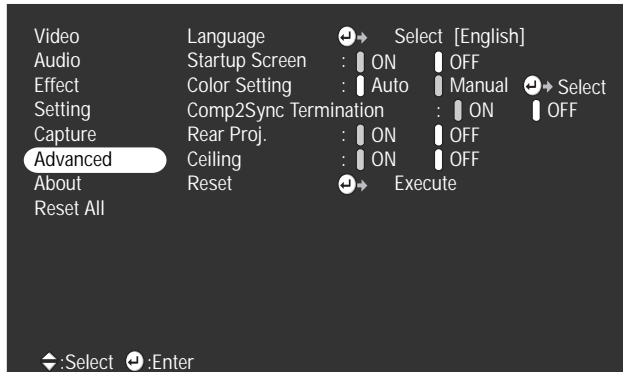 Video
Audio
Effect
Setting
Capture
Advanced
About
Reset All
Language Select [English]
Startup Screen : ON OFF
Color Setting : Auto Manual Select
Comp2Sync Termination : ON OFF
Rear Proj. : ON OFF
Ceiling : ON OFF
Reset Execute
:Select :Enter